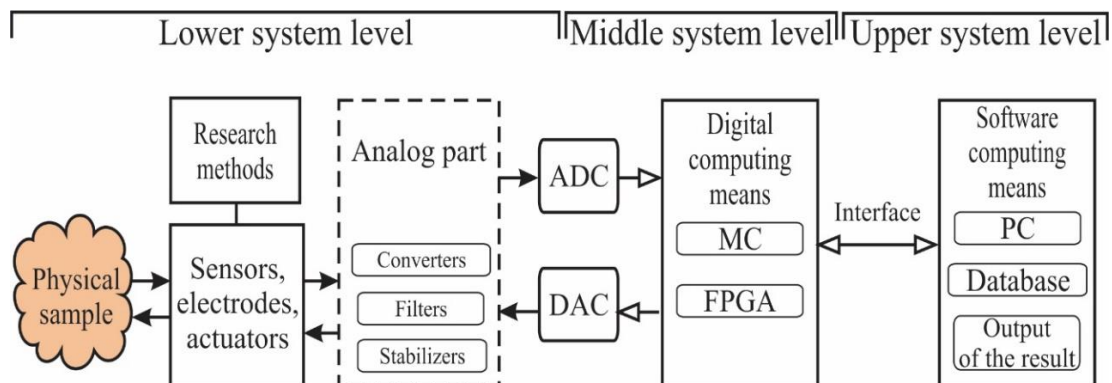 Lower system level
Middle system level
Upper system level
Research
methods
Physical
sample
Sensors,
electrodes,
actuators
Analog part
Converters
Filters
Stabilizers
ADC
DAC
Digital
computing
means
MC
FPGA
Interface
Software
computing
means
PC
Database
Output
of the result